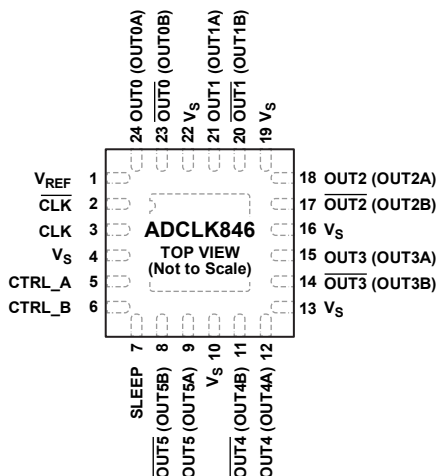 24 OUT0 (OUT0A)
23 OUT0 (OUT0B)
22 VS
21 OUT1 (OUT1A)
20 OUT1 (OUT1B)
19 VS
VREF 1
CLK 2
CLK 3
VS 4
CTRL_A 5
CTRL_B 6
ADCLK846
TOP VIEW
(Not to Scale)
18 OUT2 (OUT2A)
17 OUT2 (OUT2B)
16 VS
15 OUT3 (OUT3A)
14 OUT3 (OUT3B)
13 VS
SLEEP 7
OUT5 (OUT5B) 8
OUT5 (OUT5A) 9
VS 10
OUT4 (OUT4B) 11
OUT4 (OUT4A) 12